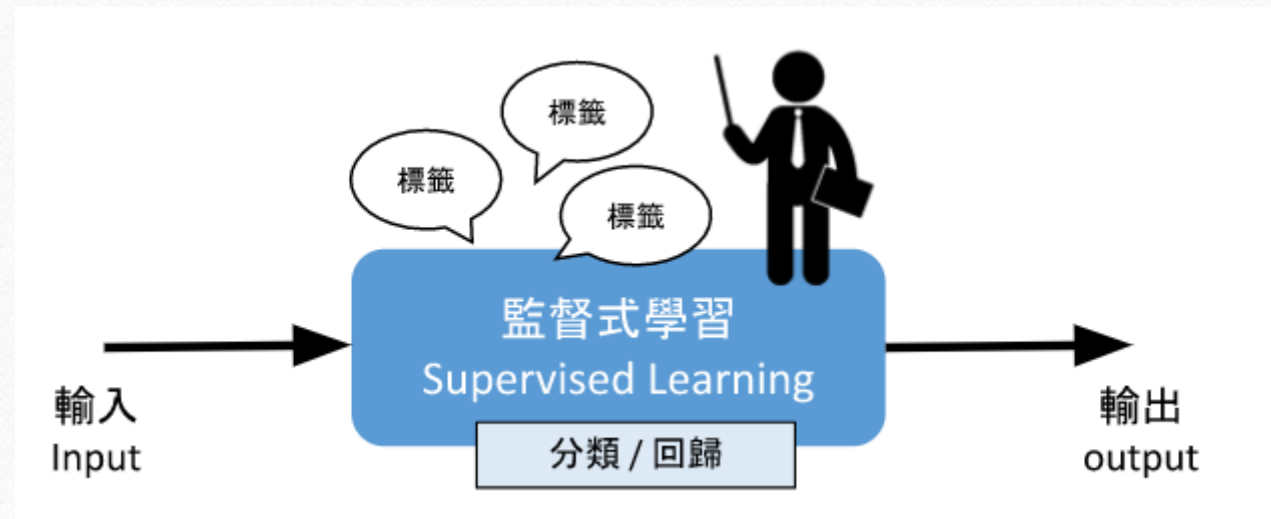 標籤
標籤
標籤
監督式學習
Supervised Learning
分類 / 回歸
輸入
Input
輸出
output